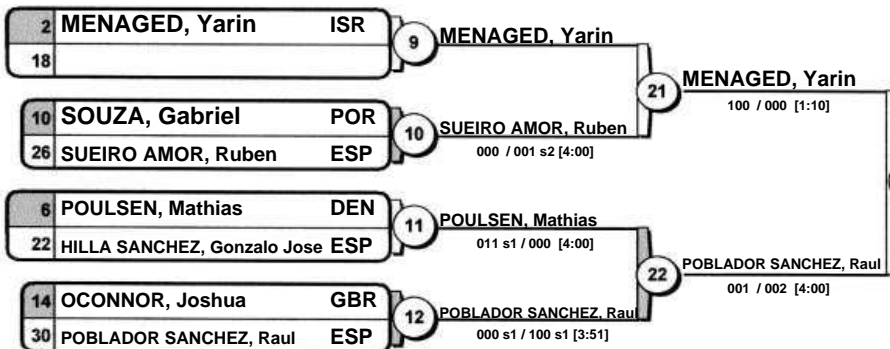 2 MENAGED, Yarin ISR
18
9
MENAGED, Yarin
10 SOUZA, Gabriel POR
26 SUEIRO AMOR, Ruben ESP
10
SUEIRO AMOR, Ruben
000 / 001 s2 [4:00]
21
MENAGED, Yarin
100 / 000 [1:10]
6 POULSEN, Mathias DEN
22 HILLA SANCHEZ, Gonzalo Jose ESP
11
POULSEN, Mathias
011 s1 / 000 [4:00]
14 OCONNOR, Joshua GBR
30 POBLADOR SANCHEZ, Raul ESP
12
POBLADOR SANCHEZ, Raul
000 s1 / 100 s1 [3:51]
22
POBLADOR SANCHEZ, Raul
001 / 002 [4:00]